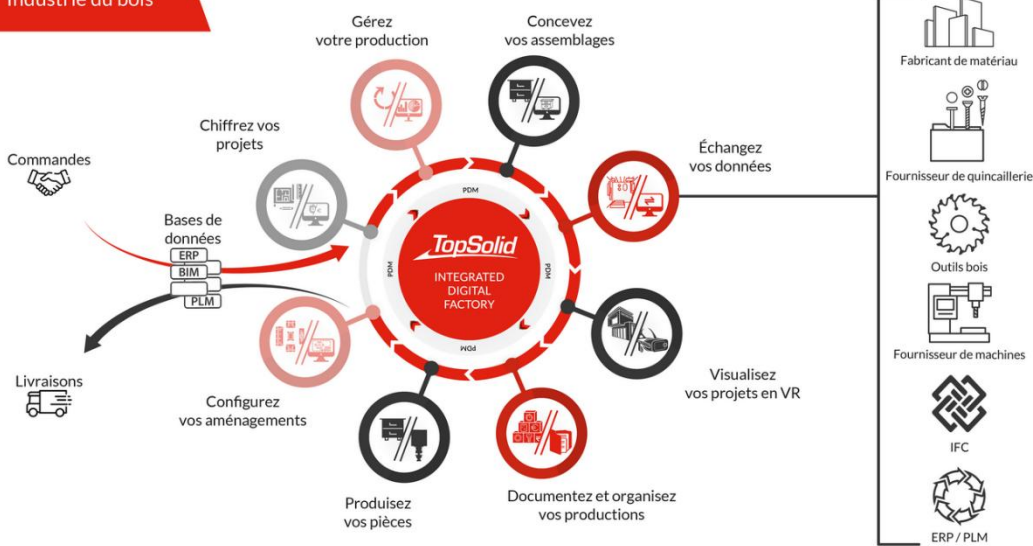 Industrie du bois
Gérez
votre production
Concevez
vos assemblages
Chiffrez vos
projets
Échangez
vos données
Commandes
Bases de
données
ERP
BIM
PLM
Livraisons
PDM
PDM
PDM
PDM
TopSolid
INTEGRATED
DIGITAL
FACTORY
Configurez
vos aménagements
Visualisez
vos projets en VR
Produisez
vos pièces
Documentez et organisez
vos productions
Fabricant de matériau
Fournisseur de quincaillerie
Outils bois
Fournisseur de machines
IFC
ERP / PLM